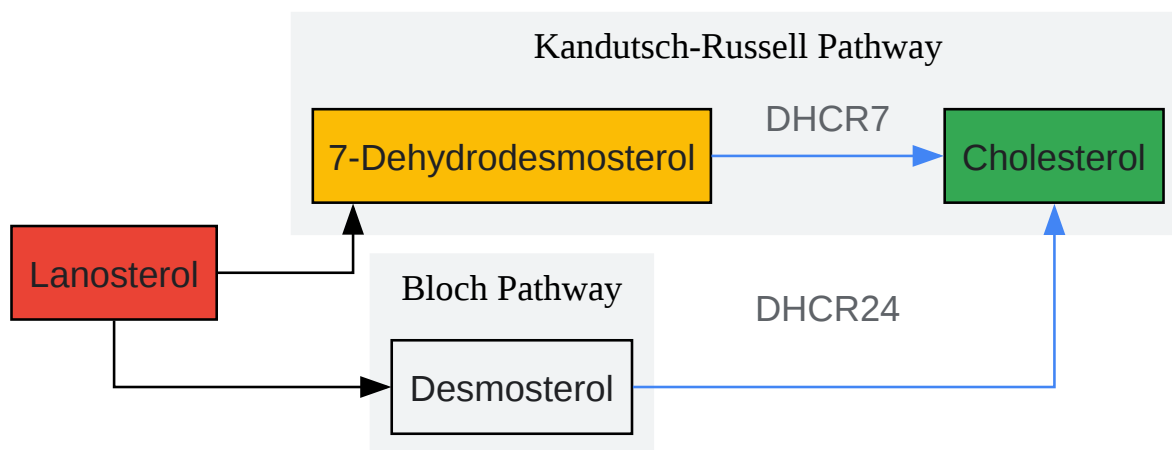 Kandutsch-Russell Pathway
7-Dehydrodesmosterol
DHCR7
Cholesterol
Lanosterol
Bloch Pathway
DHCR24
Desmosterol